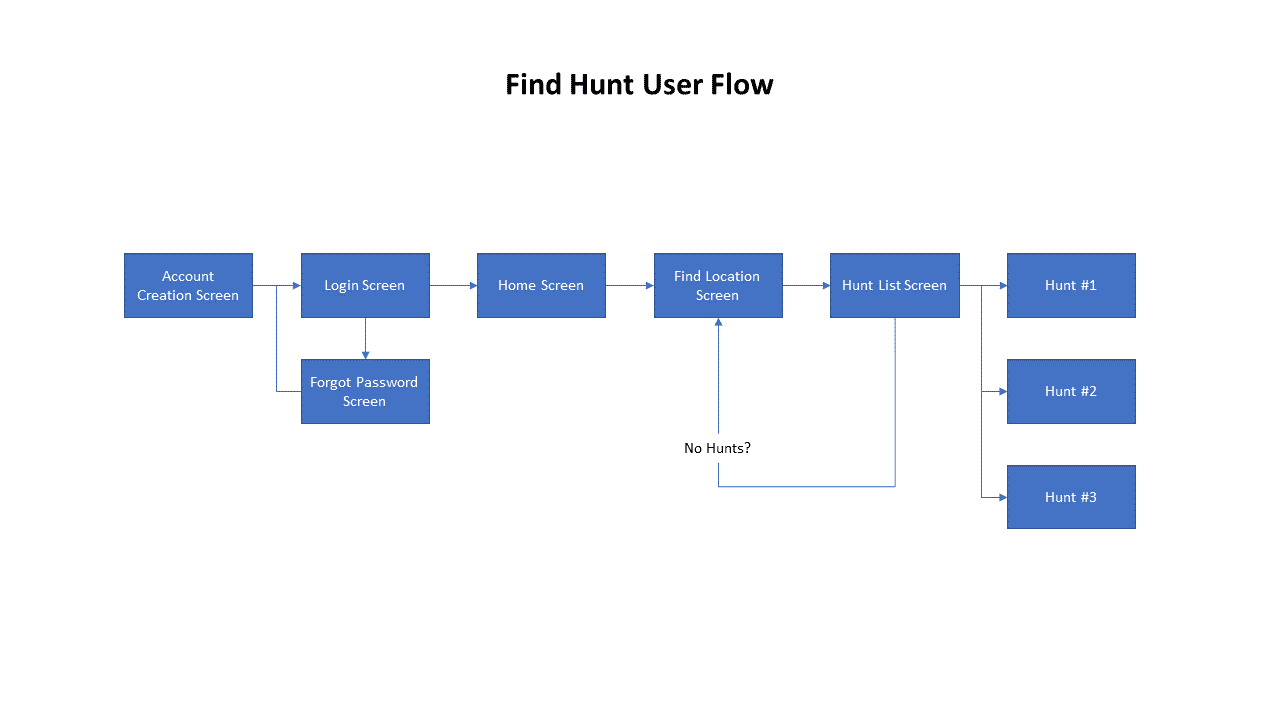 Find Hunt User Flow
Account
Creation Screen
Login Screen
Home Screen
Find Location
Screen
Hunt List Screen
Hunt #1
Forgot Password
Screen
Hunt #2
No Hunts?
Hunt #3